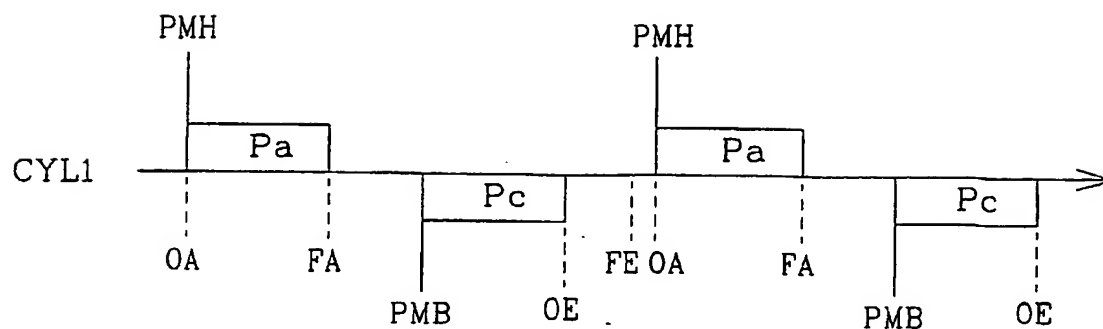 PMH PMH
Pa Pa
CYL1
Pc Pc
OA FA FE OA FA
PMB OE PMB OE